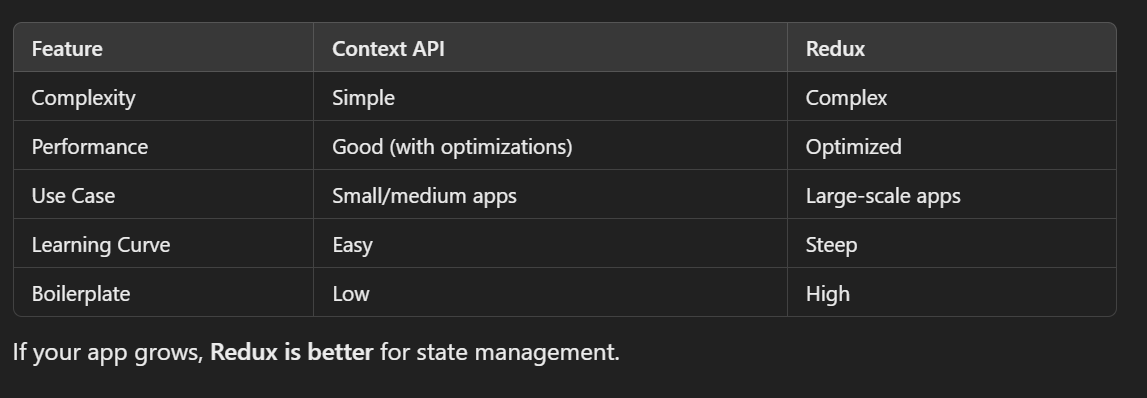 Feature Context API Redux
Complexity Simple Complex
Performance Good (with optimizations) Optimized
Use Case Small/medium apps Large-scale apps
Learning Curve Easy Steep
Boilerplate Low High
If your app grows, Redux is better for state management.